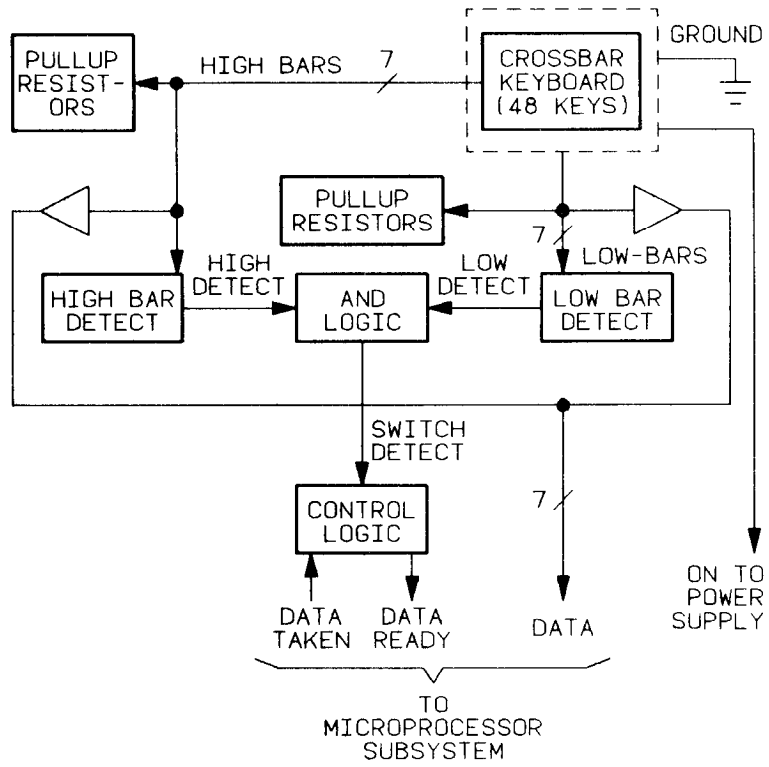 PULLUP
RESIST-
ORS
HIGH BARS
7
CROSSBAR
KEYBOARD
(48 KEYS)
GROUND
PULLUP
RESISTORS
7
LOW-BARS
HIGH
DETECT
LOW
DETECT
HIGH BAR
DETECT
AND
LOGIC
LOW BAR
DETECT
SWITCH
DETECT
CONTROL
LOGIC
7
ON TO
POWER
SUPPLY
DATA
TAKEN
DATA
READY
DATA
TO
MICROPROCESSOR
SUBSYSTEM